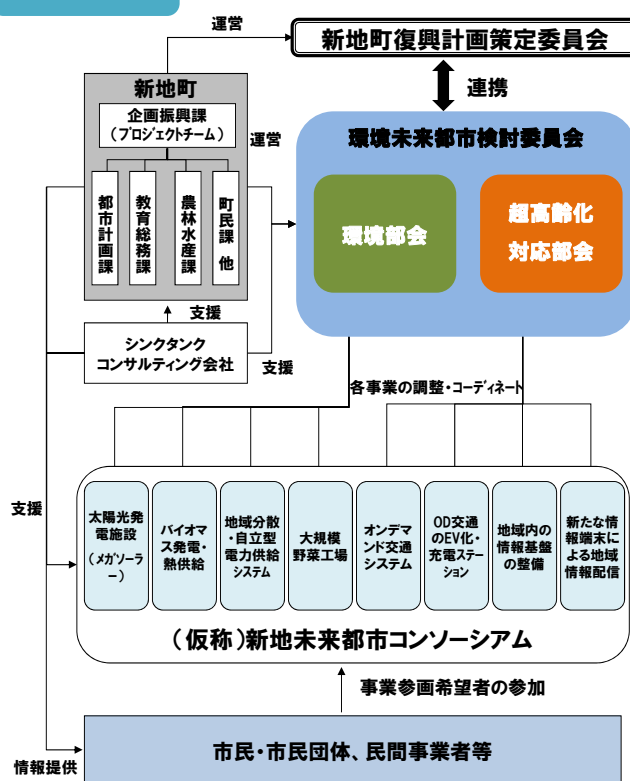 運営
新地町復興計画策定委員会
連携
新地町
企画振興課
(プロジェクトチーム)
運営
都市計画課
教育総務課
農林水産課
町民課 他
環境未来都市検討委員会
環境部会
超高齢化
対応部会
支援
シンクタンク
コンサルティング会社
支援
各事業の調整・コーディネート
支援
太陽光発
電施設
(メガソーラ
ー)
バイオマ
ス発電・
熱供給
地域分散
・自立型
電力供給
システム
大規模
野菜工場
オンデマ
ンド交通
システム
OD交通
のEV化・
充電ステー
ション
地域内の
情報基盤
の整備
新たな情
報端末に
よる地域
情報配信
(仮称)新地未来都市コンソーシアム
事業参画希望者の参加
市民・市民団体、民間事業者等
情報提供